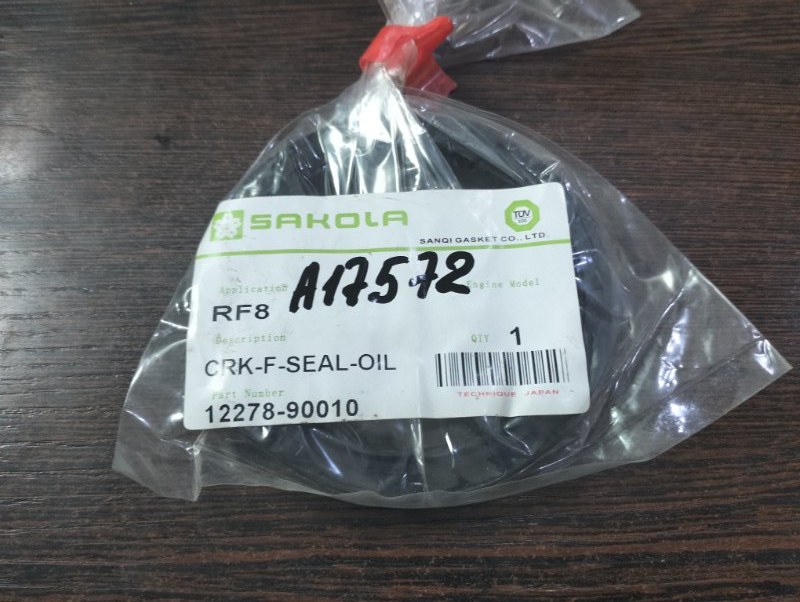 SAKOLA
TÜV
SANQI GASKET CO., LTD.
Application
Engine Model
A17572
RF8
Description
QTY 1
CRK-F-SEAL-OIL
Part Number
TECHNIQUE JAPAN
12278-90010